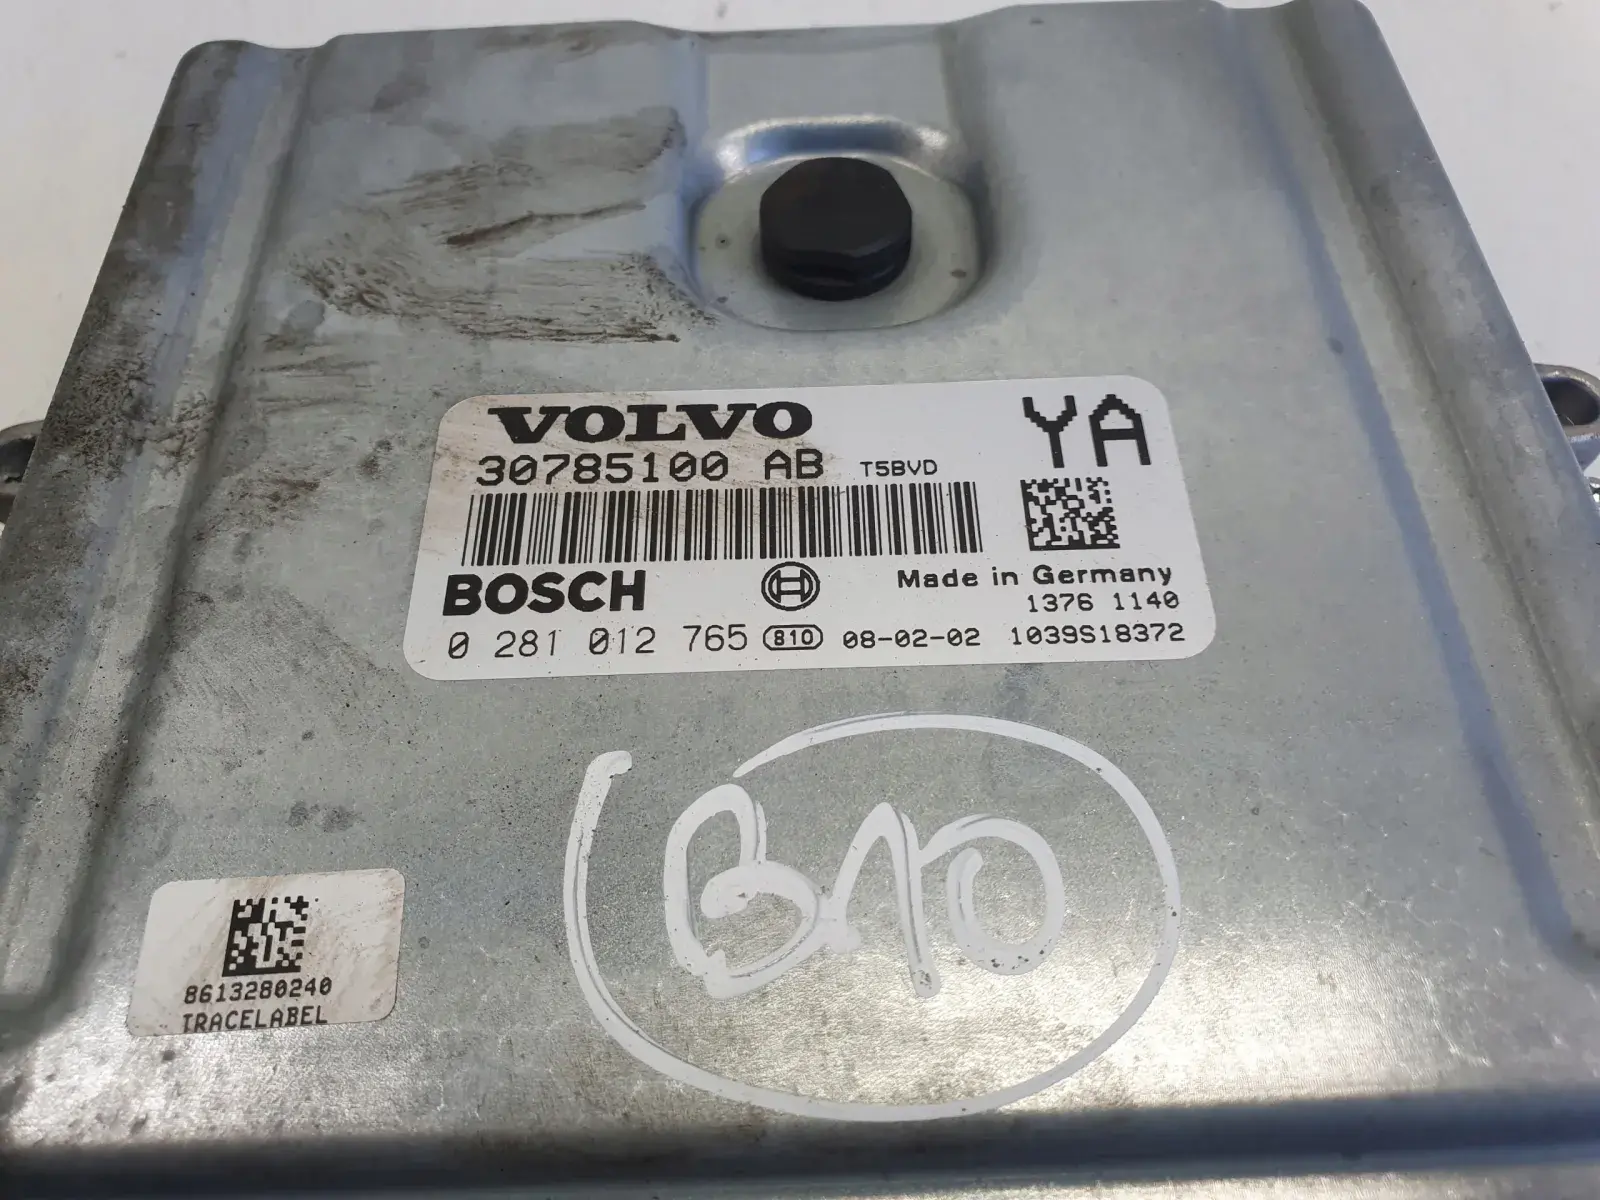 VOLVO
YA
30785100 AB T5BVD
BOSCH
Made in Germany
1376 1140
0 281 012 765 810 08-02-02 1039S18372
B10
8613280240
TRACELABEL